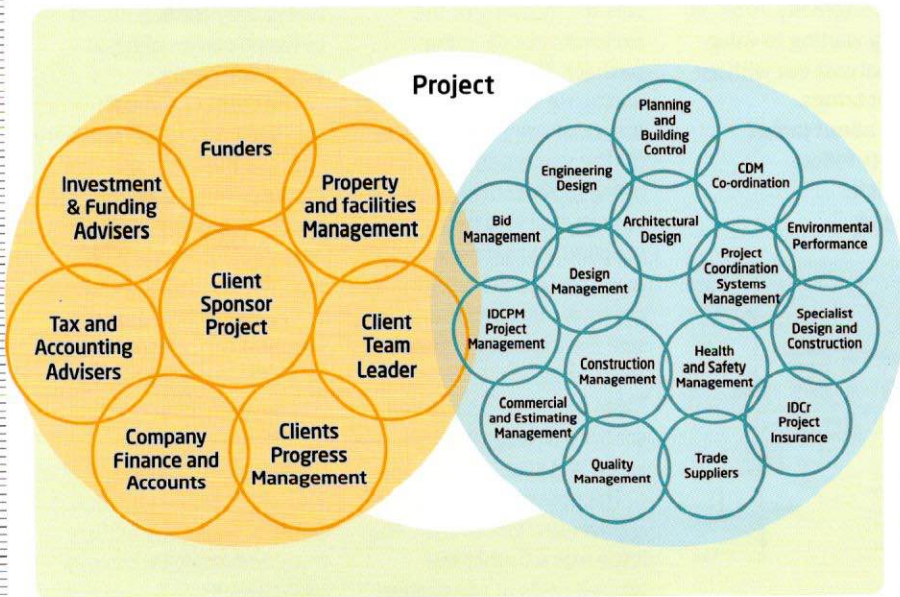 Project
Funders
Investment
& Funding
Advisers
Property
and facilities
Management
Client
Sponsor
Project
Tax and
Accounting
Advisers
Client
Team
Leader
Company
Finance and
Accounts
Clients
Progress
Management
Planning
and
Building
Control
Engineering
Design
CDM
Co-ordination
Bid
Management
Architectural
Design
Environmental
Performance
Design
Management
Project
Coordination
Systems
Management
IDCPM
Project
Management
Specialist
Design and
Construction
Construction
Management
Health
and Safety
Management
Commercial
and Estimating
Management
IDCr
Project
Insurance
Quality
Management
Trade
Suppliers